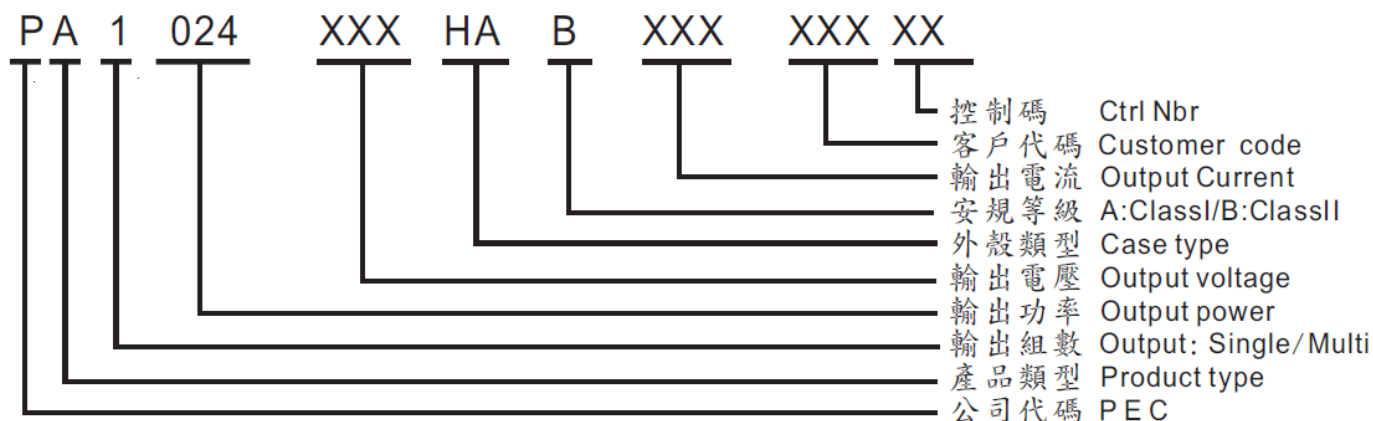 P A 1 024 XXX HA B XXX XXX XX
控制碼 Ctrl Nbr
客戶代碼 Customer code
輸出電流 Output Current
安規等級 A:ClassI/B:ClassII
外殼類型 Case type
輸出電壓 Output voltage
輸出功率 Output power
輸出組數 Output: Single/Multi
產品類型 Product type
公司代碼 PEC